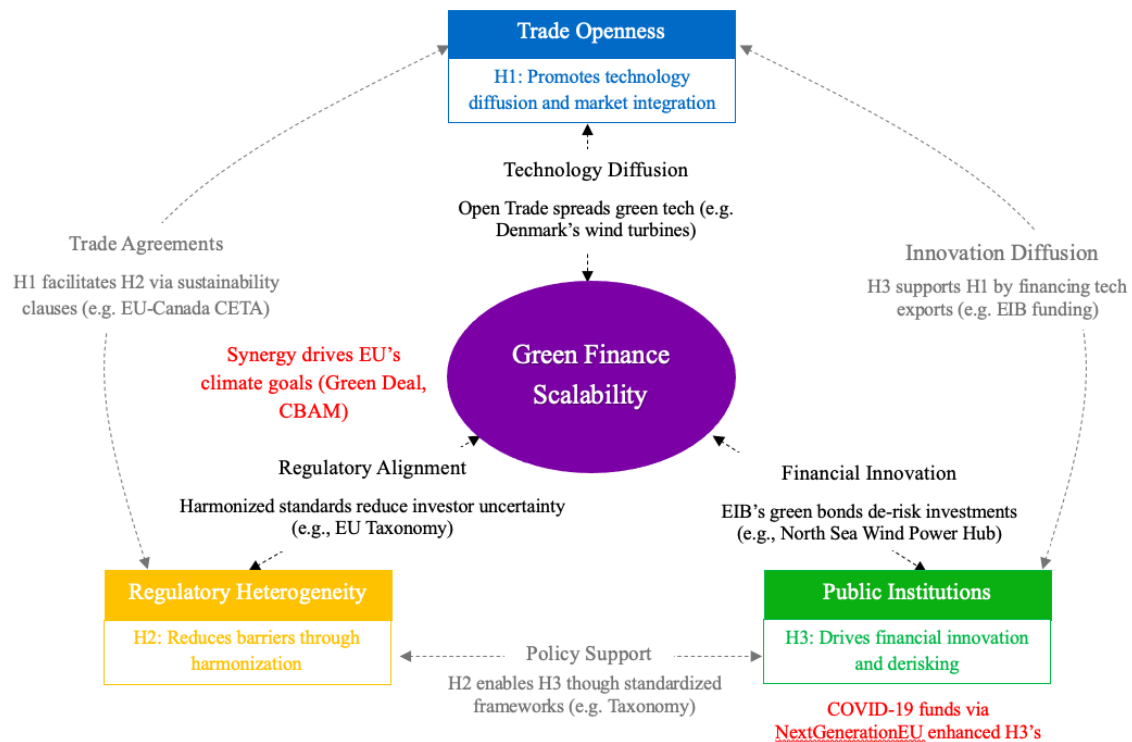 Trade Openness
H1: Promotes technology
diffusion and market integration
Technology Diffusion
Open Trade spreads green tech (e.g.
Denmark's wind turbines)
Trade Agreements
H1 facilitates H2 via sustainability
clauses (e.g. EU-Canada CETA)
Innovation Diffusion
H3 supports H1 by financing tech
exports (e.g. EIB funding)
Synergy drives EU's
climate goals (Green Deal,
CBAM)
Green Finance
Scalability
Regulatory Alignment
Harmonized standards reduce investor uncertainty
(e.g., EU Taxonomy)
Financial Innovation
EIB's green bonds de-risk investments
(e.g., North Sea Wind Power Hub)
Regulatory Heterogeneity
H2: Reduces barriers through
harmonization
Public Institutions
H3: Drives financial innovation
and derisking
Policy Support
H2 enables H3 though standardized
frameworks (e.g. Taxonomy)
COVID-19 funds via
NextGenerationEU enhanced H3's